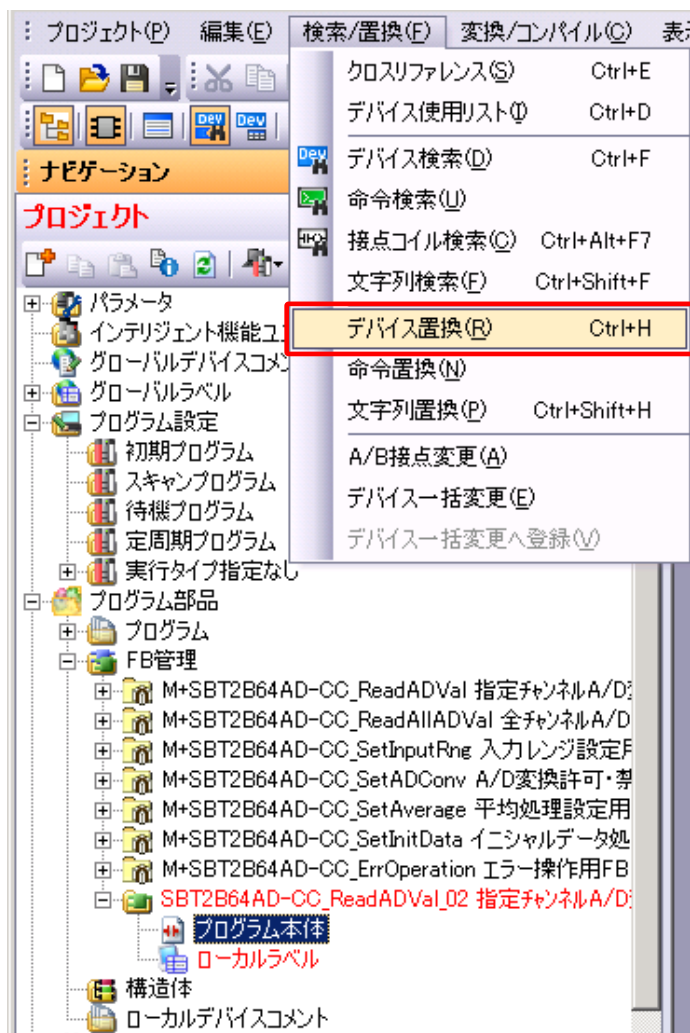 プロジェクト(P) 編集(E) 検索/置換(F) 変換/コンパイル(C) 表示
クロスリファレンス(S) Ctrl+E
デバイス使用リスト(I) Ctrl+D
デバイス検索(D) Ctrl+F
命令検索(U)
接点コイル検索(C) Ctrl+Alt+F7
文字列検索(F) Ctrl+Shift+F
デバイス置換(R) Ctrl+H
命令置換(N)
文字列置換(P) Ctrl+Shift+H
A/B接点変更(A)
デバイス一括変更(E)
デバイス一括変更へ登録(V)
ナビゲーション
プロジェクト
パラメータ
インテリジェント機能ユ
グローバルデバイスコメン
グローバルラベル
プログラム設定
初期プログラム
スキャンプログラム
待機プログラム
定周期プログラム
実行タイプ指定なし
プログラム部品
プログラム
FB管理
M+SBT2B64AD-CC_ReadADVal 指定チャンネルA/D変
M+SBT2B64AD-CC_ReadAllADVal 全チャンネルA/D
M+SBT2B64AD-CC_SetInputRng 入力レンジ設定用
M+SBT2B64AD-CC_SetADConv A/D変換許可・禁
M+SBT2B64AD-CC_SetAverage 平均処理設定用
M+SBT2B64AD-CC_SetInitData イニシャルデータ処
M+SBT2B64AD-CC_ErrOperation エラー操作用FB
SBT2B64AD-CC_ReadADVal_02 指定チャンネルA/D変
プログラム本体
ローカルラベル
構造体
ローカルデバイスコメント